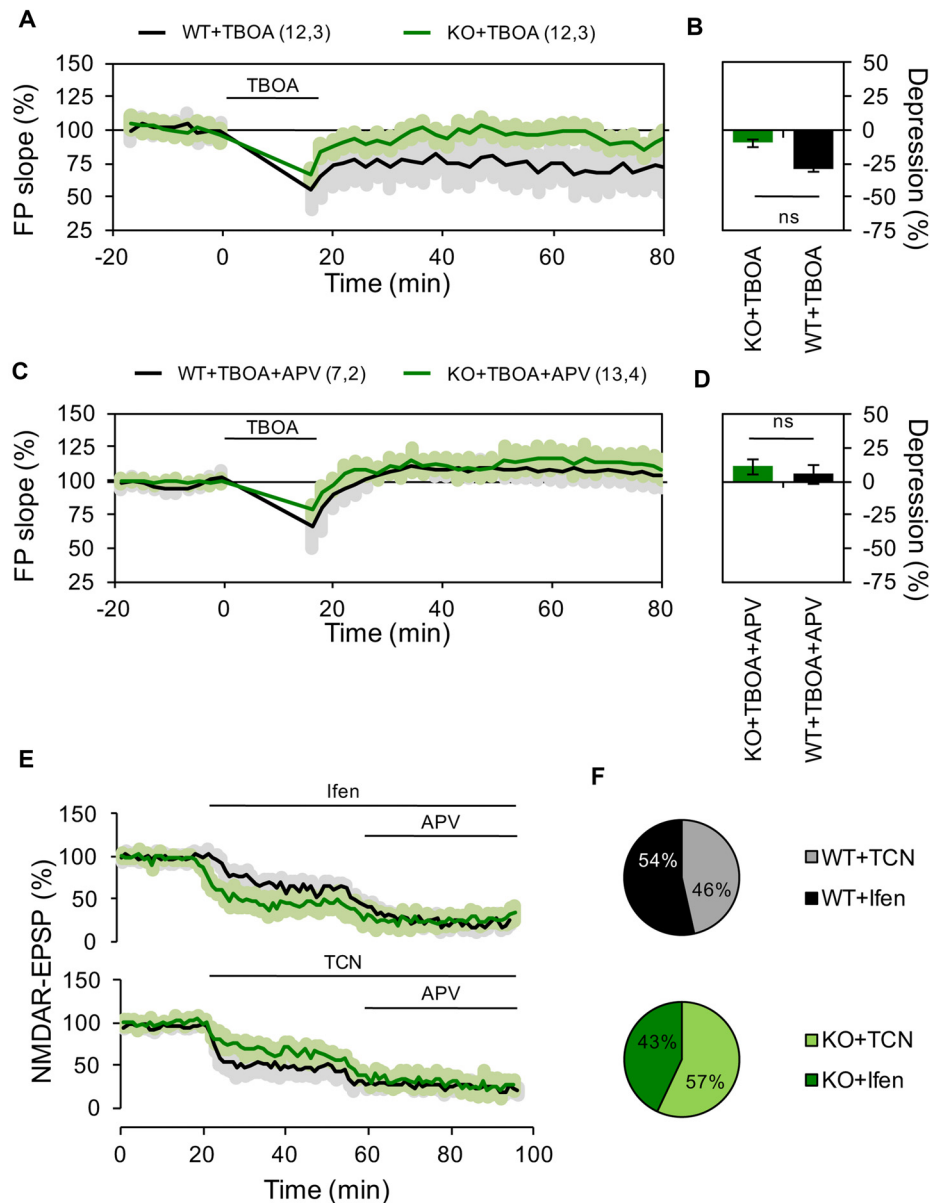 A
WT+TBOA (12,3) KO+TBOA (12,3)
B
FP slope (%)
150
125
100
75
50
25
TBOA
-20 0 20 40 60 80
Time (min)
50
25
0
-25
-50
-75
Depression (%)
ns
KO+TBOA
WT+TBOA
C
WT+TBOA+APV (7,2) KO+TBOA+APV (13,4)
D
FP slope (%)
150
125
100
75
50
25
TBOA
-20 0 20 40 60 80
Time (min)
ns
50
25
0
-25
-50
-75
Depression (%)
KO+TBOA+APV
WT+TBOA+APV
E
NMDAR-EPSP (%)
Ifen
APV
150
100
50
0
TCN
APV
150
100
50
0
0 20 40 60 80 100
Time (min)
F
54%
46%
WT+TCN
WT+Ifen
43%
57%
KO+TCN
KO+Ifen